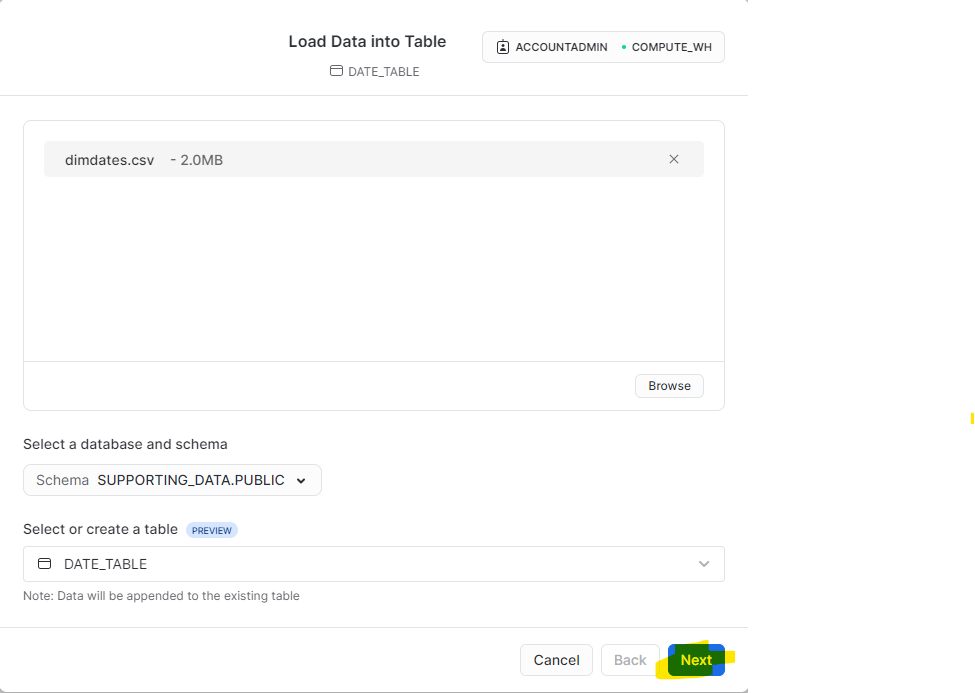 Load Data into Table
DATE_TABLE
ACCOUNTADMIN COMPUTE_WH
dimdates.csv - 2.0MB
Browse
Select a database and schema
Schema SUPPORTING_DATA.PUBLIC
Select or create a table PREVIEW
DATE_TABLE
Note: Data will be appended to the existing table
Cancel Back Next